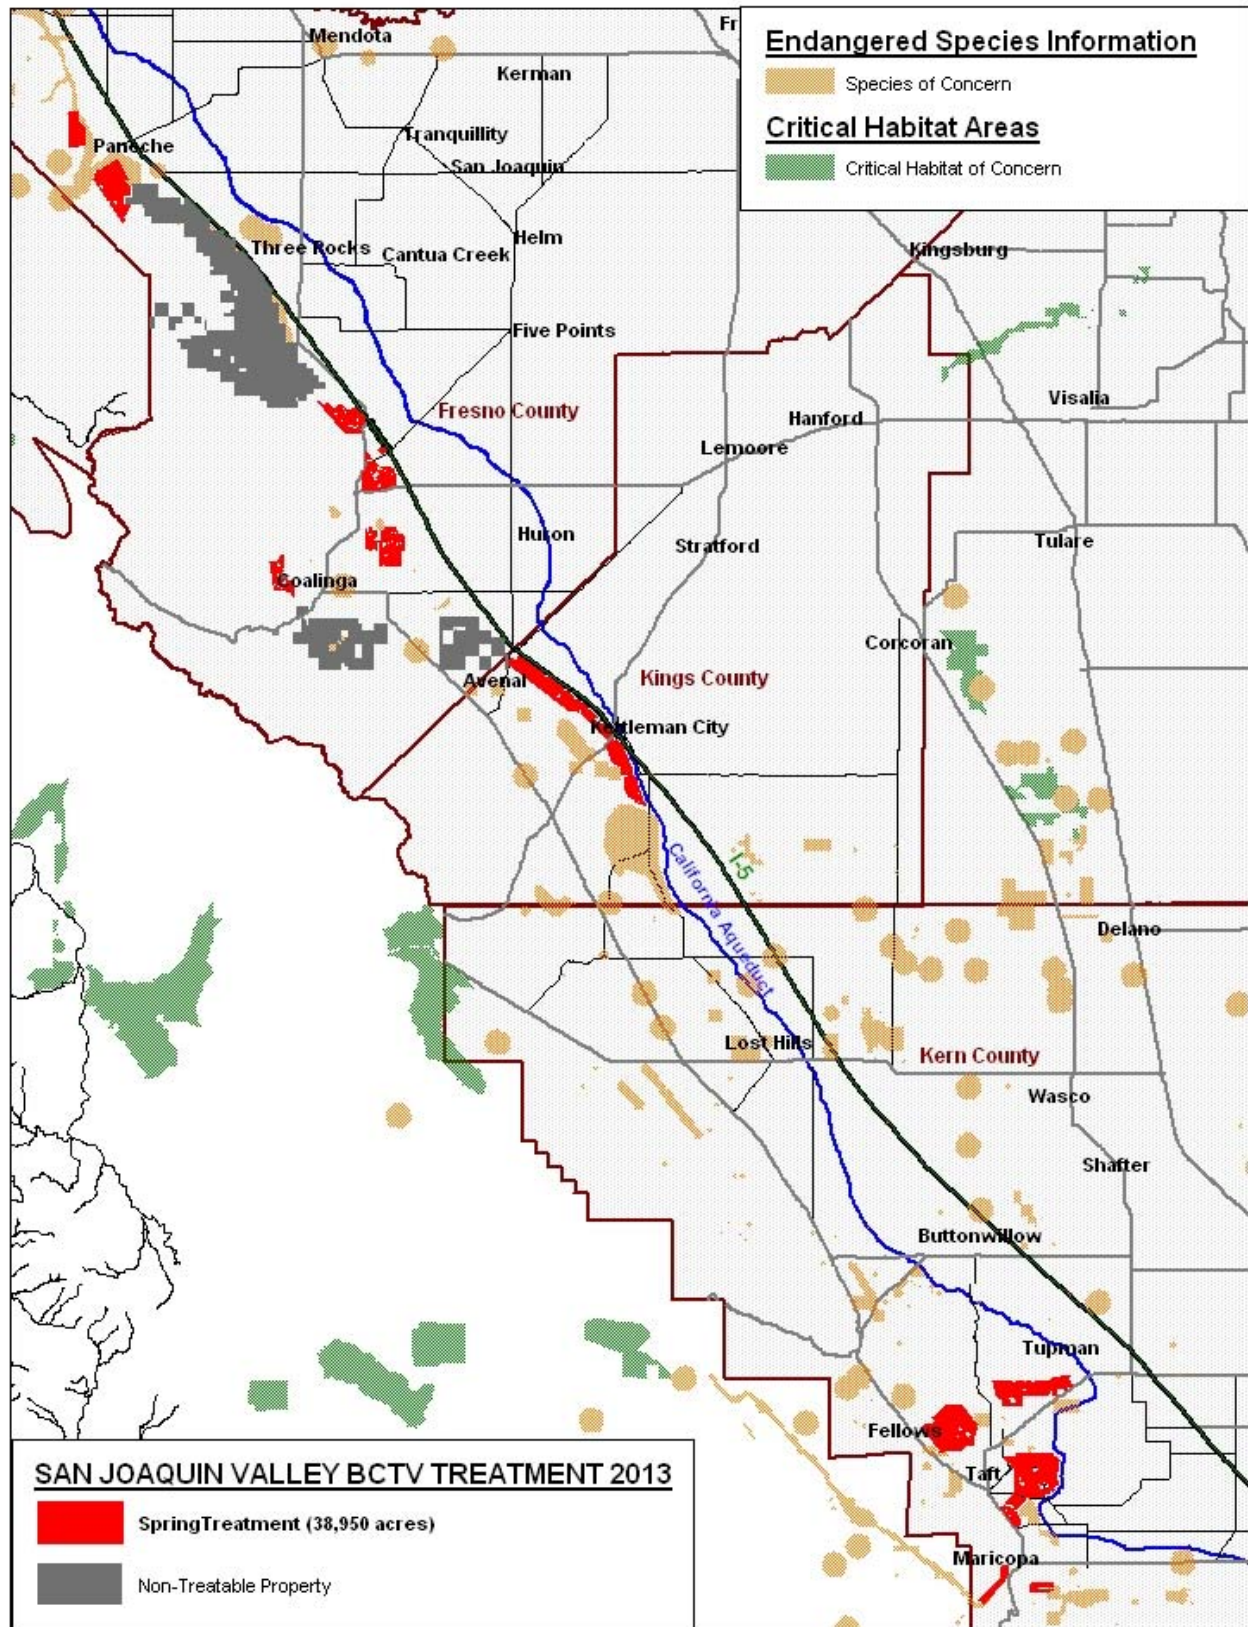 Mendota
Fr
Endangered Species Information
Species of Concern
Critical Habitat Areas
Critical Habitat of Concern
Kerman
Tranquillity
Panoche
San Joaquin
Helm
Three Rocks
Cantua Creek
Kingsburg
Five Points
Visalia
Fresno County
Hanford
Lemoore
Huron
Stratford
Tulare
Coalinga
Corcoran
Avenal
Kings County
Kettleman City
I-5
California Aqueduct
Delano
Lost Hills
Kern County
Wasco
Shafter
Buttonwillow
Tupman
Fellows
Taft
Maricopa
SAN JOAQUIN VALLEY BCTV TREATMENT 2013
SpringTreatment (38,950 acres)
Non-Treatable Property